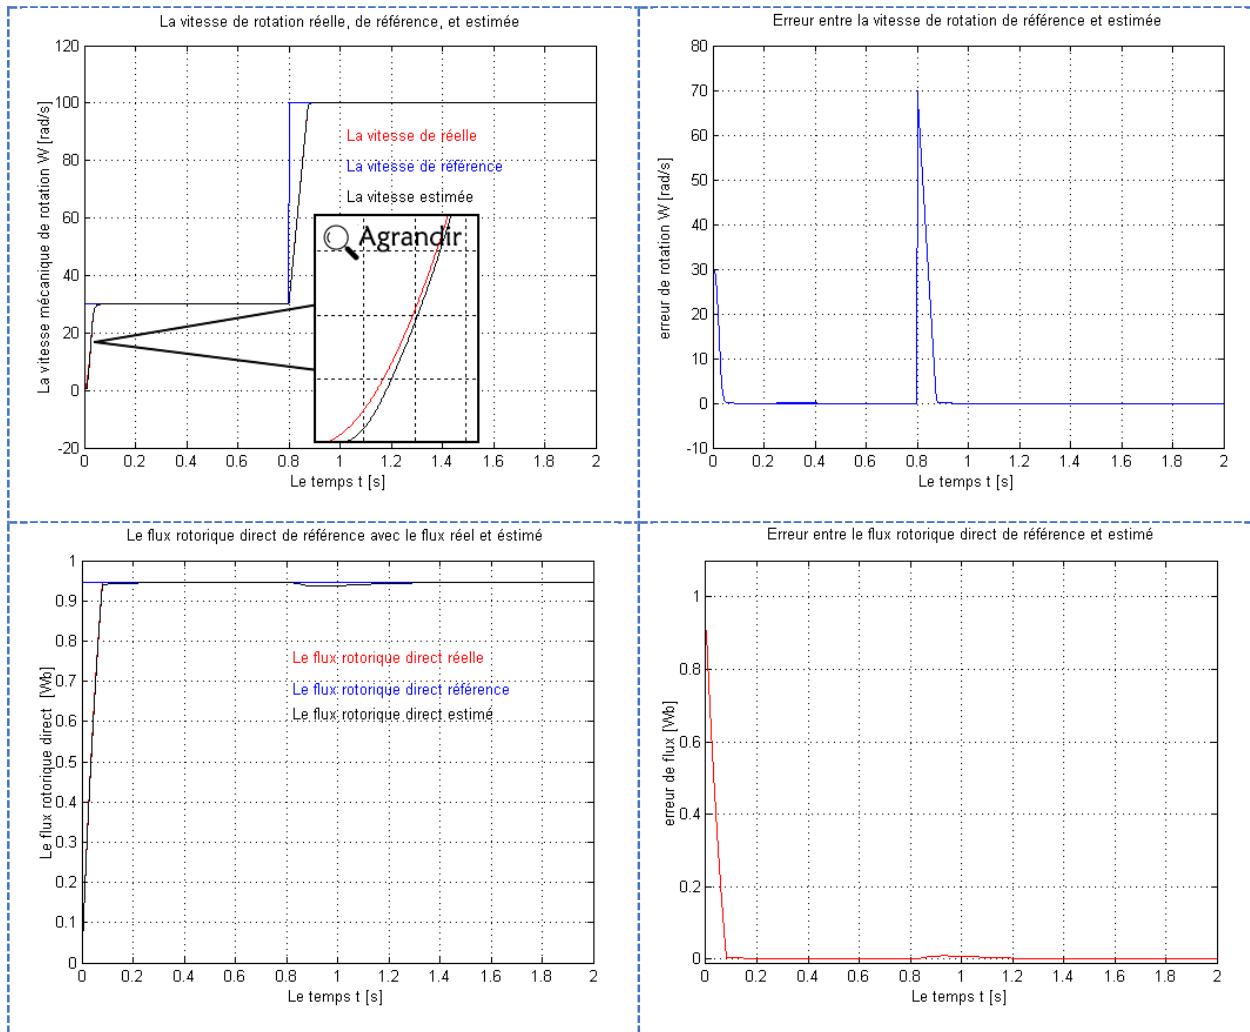 La vitesse de rotation réelle, de référence, et estimée
120
100
80
60
40
20
0
-20
La vitesse mécanique de rotation W [rad/s]
La vitesse de réelle
La vitesse de référence
La vitesse estimée
Agrandir
0 0.2 0.4 0.6 0.8 1 1.2 1.4 1.6 1.8 2
Le temps t [s]
Erreur entre la vitesse de rotation de référence et estimée
80
70
60
50
40
30
20
10
0
-10
erreur de rotation W [rad/s]
0 0.2 0.4 0.6 0.8 1 1.2 1.4 1.6 1.8 2
Le temps t [s]
Le flux rotorique direct de référence avec le flux réel et éstimé
1
0.9
0.8
0.7
0.6
0.5
0.4
0.3
0.2
0.1
0
Le flux rotorique direct [Wb]
Le flux rotorique direct réelle
Le flux rotorique direct référence
Le flux rotorique direct estimé
0 0.2 0.4 0.6 0.8 1 1.2 1.4 1.6 1.8 2
Le temps t [s]
Erreur entre le flux rotorique direct de référence et estimé
1
0.8
0.6
0.4
0.2
0
erreur de flux [Wb]
0 0.2 0.4 0.6 0.8 1 1.2 1.4 1.6 1.8 2
Le temps t [s]